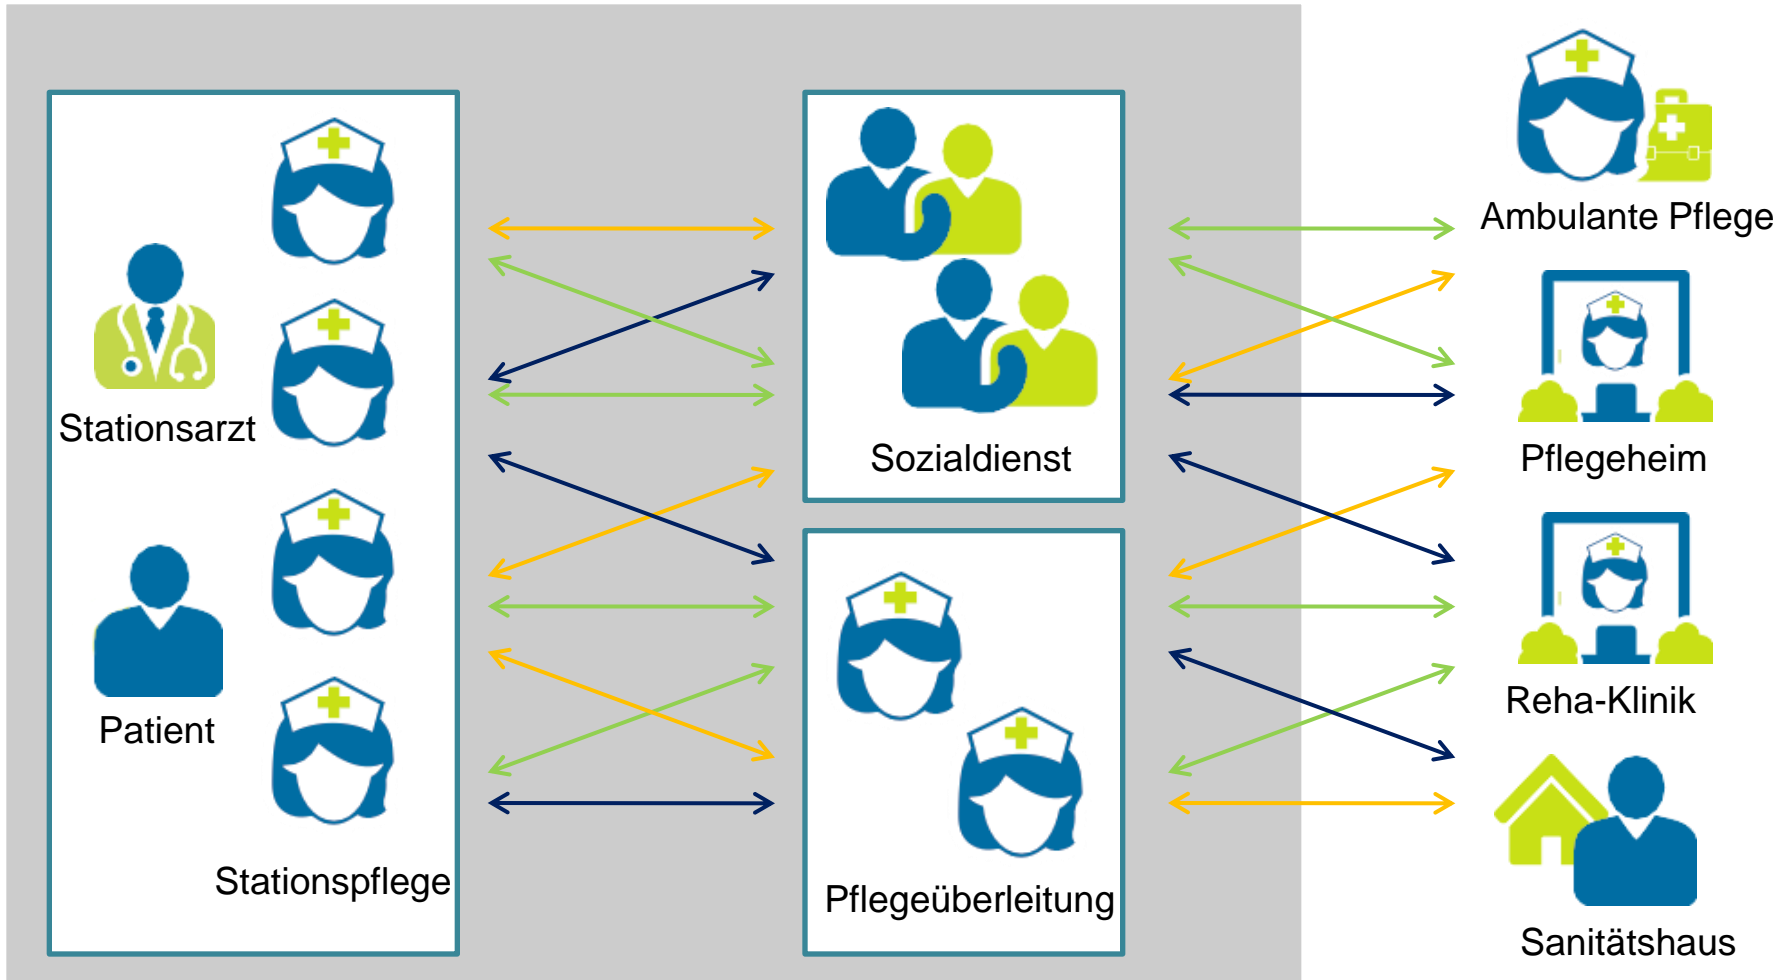 Stationsarzt
Patient
Stationspflege
Sozialdienst
Pflegeüberleitung
Ambulante Pflege
Pflegeheim
Reha-Klinik
Sanitätshaus